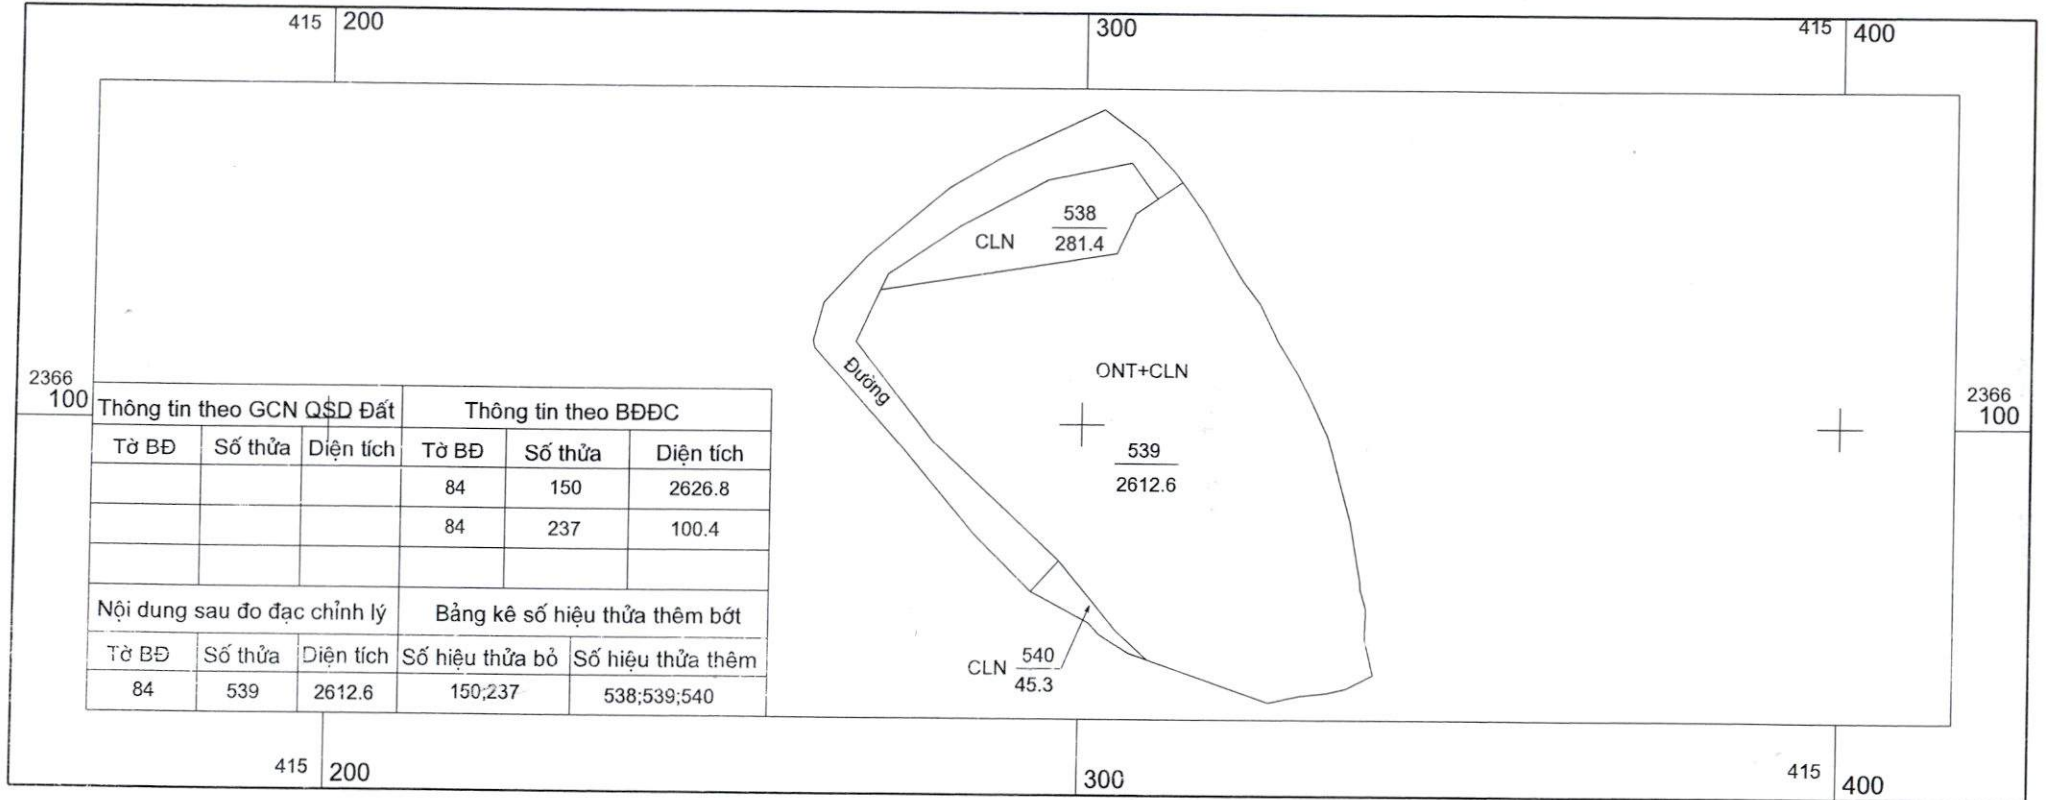 415 200 300 415 400
538
CLN 281.4
Đường
ONT+CLN
539
2612.6
2366
100
2366
100
Thông tin theo GCN QSD Đất Thông tin theo BĐĐC
Tờ BĐ Số thửa Diện tích Tờ BĐ Số thửa Diện tích
84 150 2626.8
84 237 100.4
Nội dung sau đo đạc chỉnh lý Bảng kê số hiệu thửa thêm bớt
Tờ BĐ Số thửa Diện tích Số hiệu thửa bỏ Số hiệu thửa thêm
84 539 2612.6 150;237 538;539;540
CLN 540
45.3
415 200 300 415 400